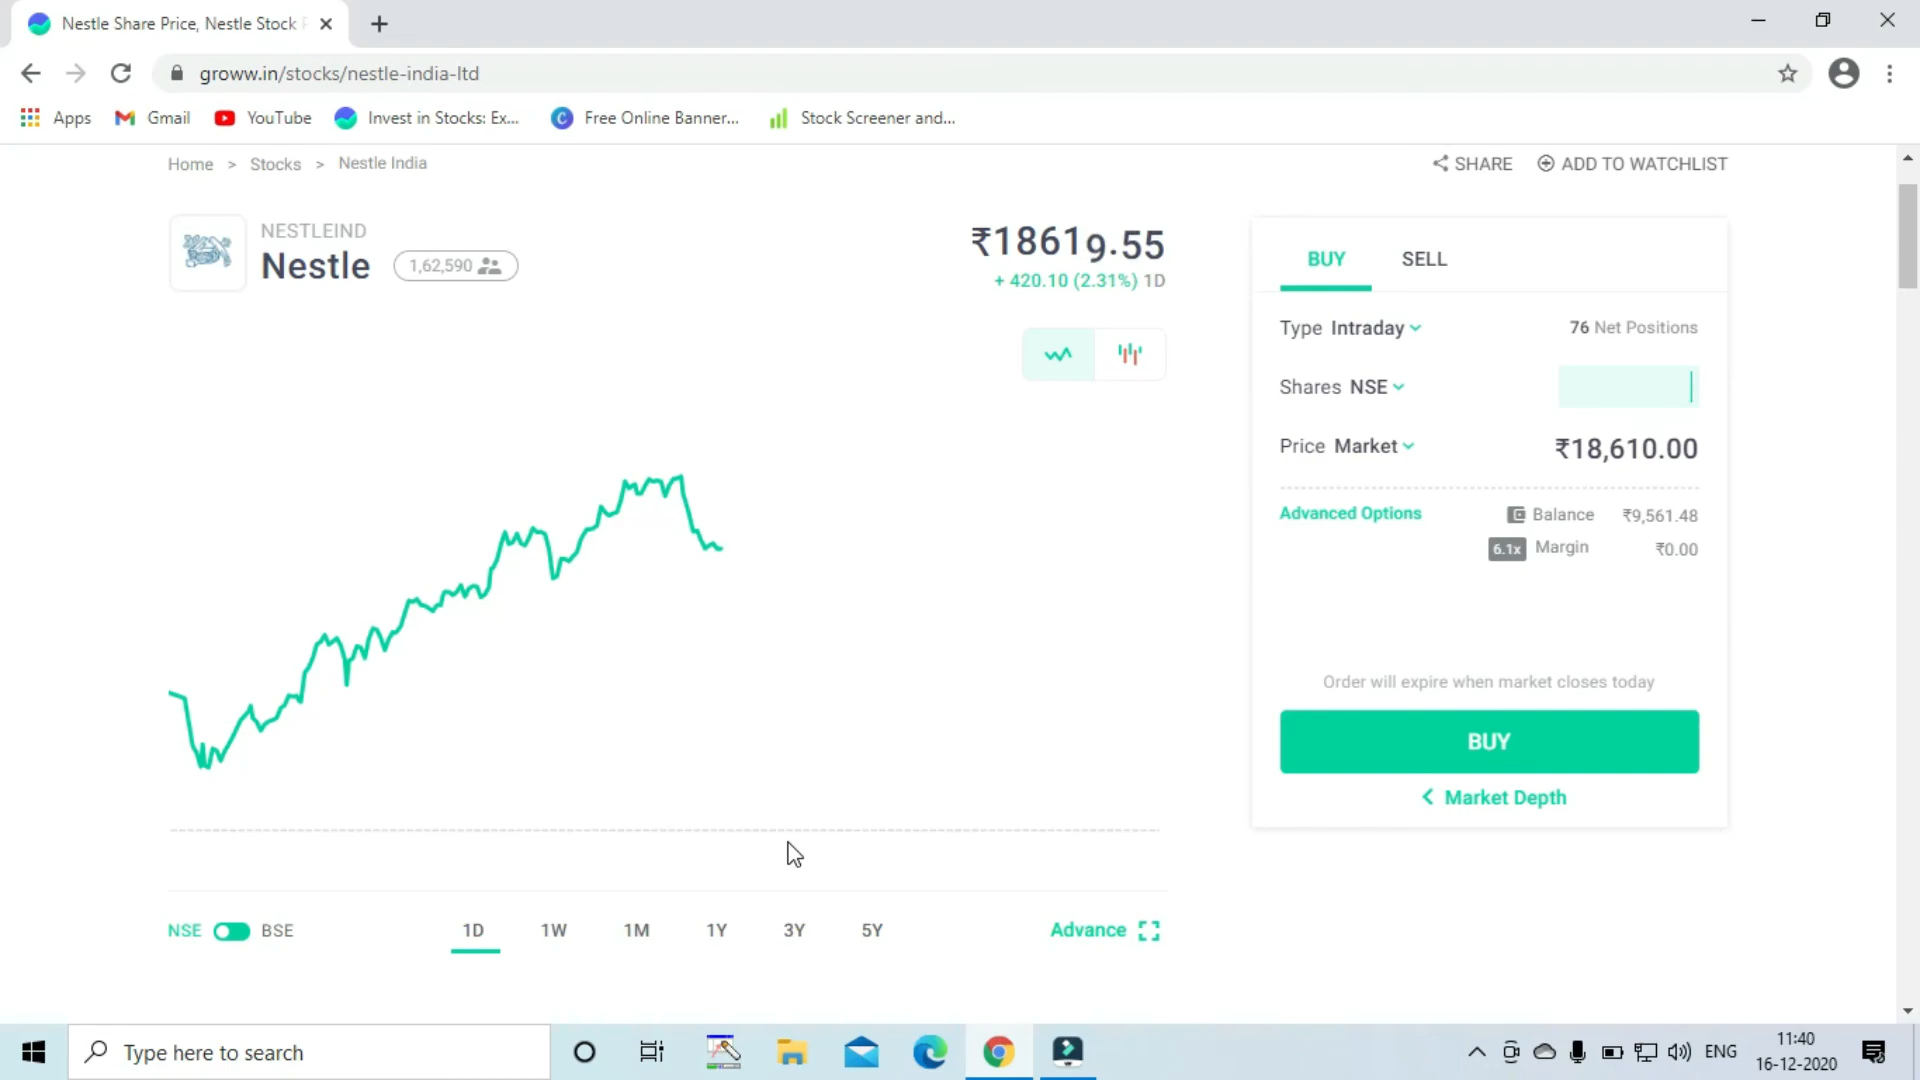 Nestle Share Price, Nestle Stock
groww.in/stocks/nestle-india-ltd
Apps Gmail YouTube Invest in Stocks: Ex... Free Online Banner... Stock Screener and...
Home > Stocks > Nestle India
SHARE ADD TO WATCHLIST
NESTLEIND
Nestle 1,62,590
₹18619.55
+ 420.10 (2.31%) 1D
BUY SELL
Type Intraday 76 Net Positions
Shares NSE
Price Market ₹18,610.00
Advanced Options Balance ₹9,561.48
6.1x Margin ₹0.00
Order will expire when market closes today
BUY
Market Depth
NSE BSE 1D 1W 1M 1Y 3Y 5Y Advance
Type here to search
ENG
11:40
16-12-2020